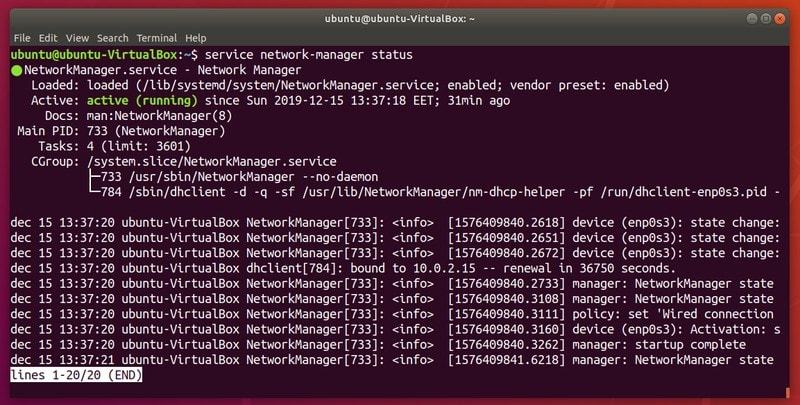 ubuntu@ubuntu-VirtualBox: ~
File Edit View Search Terminal Help
ubuntu@ubuntu-VirtualBox:~$ service network-manager status
● NetworkManager.service - Network Manager
   Loaded: loaded (/lib/systemd/system/NetworkManager.service; enabled; vendor preset: enabled)
   Active: active (running) since Sun 2019-12-15 13:37:18 EET; 31min ago
     Docs: man:NetworkManager(8)
 Main PID: 733 (NetworkManager)
    Tasks: 4 (limit: 3601)
   CGroup: /system.slice/NetworkManager.service
           ├─733 /usr/sbin/NetworkManager --no-daemon
           └─784 /sbin/dhclient -d -q -sf /usr/lib/NetworkManager/nm-dhcp-helper -pf /run/dhclient-enp0s3.pid -
dec 15 13:37:20 ubuntu-VirtualBox NetworkManager[733]: <info>  [1576409840.2618] device (enp0s3): state change:
dec 15 13:37:20 ubuntu-VirtualBox NetworkManager[733]: <info>  [1576409840.2651] device (enp0s3): state change:
dec 15 13:37:20 ubuntu-VirtualBox NetworkManager[733]: <info>  [1576409840.2672] device (enp0s3): state change:
dec 15 13:37:20 ubuntu-VirtualBox dhclient[784]: bound to 10.0.2.15 -- renewal in 36750 seconds.
dec 15 13:37:20 ubuntu-VirtualBox NetworkManager[733]: <info>  [1576409840.2733] manager: NetworkManager state
dec 15 13:37:20 ubuntu-VirtualBox NetworkManager[733]: <info>  [1576409840.3108] manager: NetworkManager state
dec 15 13:37:20 ubuntu-VirtualBox NetworkManager[733]: <info>  [1576409840.3111] policy: set 'Wired connection
dec 15 13:37:20 ubuntu-VirtualBox NetworkManager[733]: <info>  [1576409840.3160] device (enp0s3): Activation: s
dec 15 13:37:20 ubuntu-VirtualBox NetworkManager[733]: <info>  [1576409840.3262] manager: startup complete
dec 15 13:37:21 ubuntu-VirtualBox NetworkManager[733]: <info>  [1576409841.6218] manager: NetworkManager state
lines 1-20/20 (END)